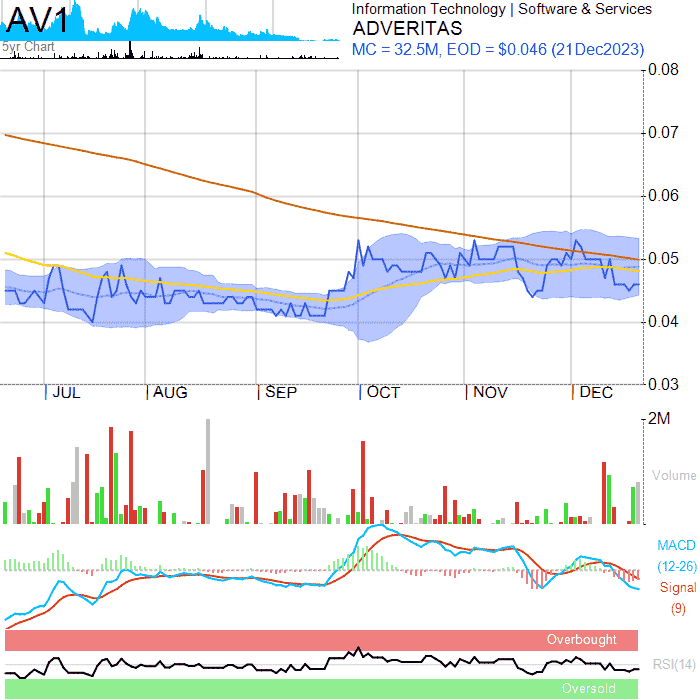 AV1
5yr Chart
Information Technology | Software & Services
ADVERITAS
MC = 32.5M, EOD = $0.046 (21Dec2023)
0.08
0.07
0.06
0.05
0.04
0.03
JUL AUG SEP OCT NOV DEC
2M
Volume
MACD
(12-26)
Signal
(9)
Overbought
RSI(14)
Oversold